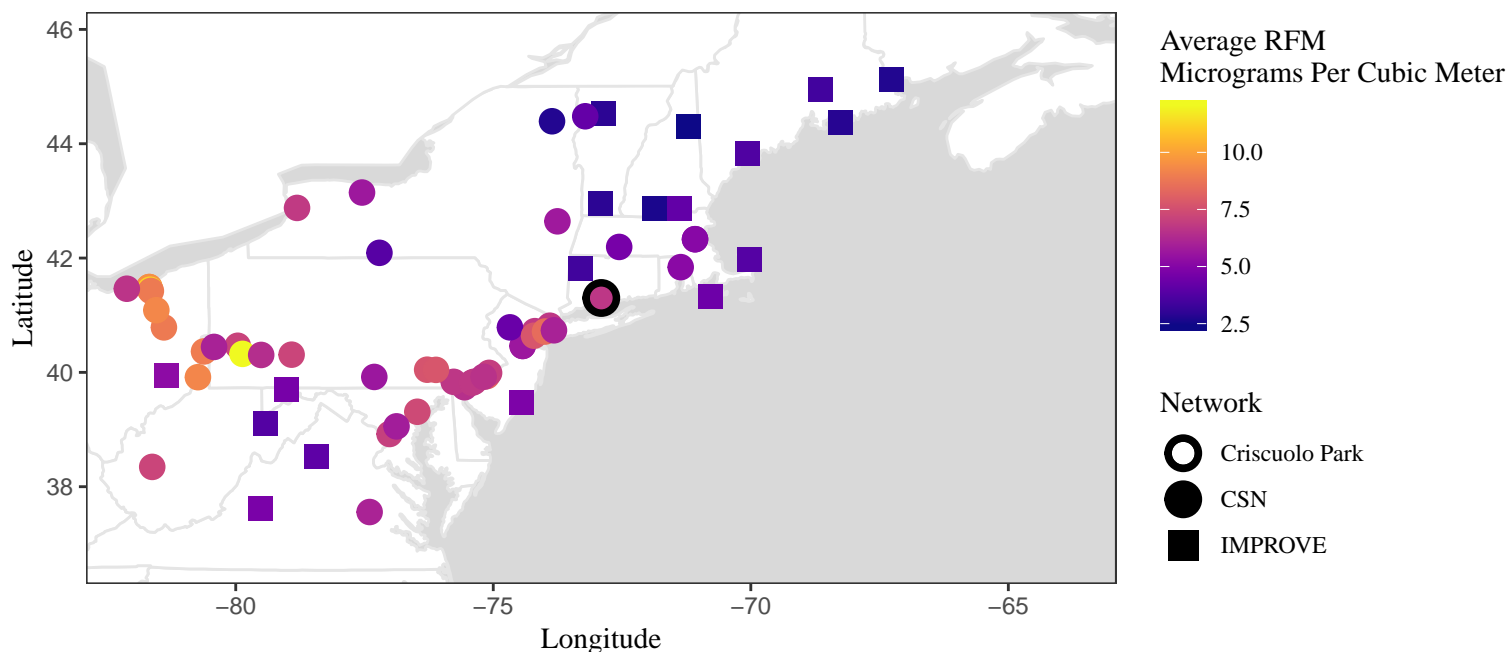 46
44
42
40
38
Latitude
−80
−75
−70
−65
Longitude
Average RFM
Micrograms Per Cubic Meter
10.0
7.5
5.0
2.5
Network
Criscuolo Park
CSN
IMPROVE